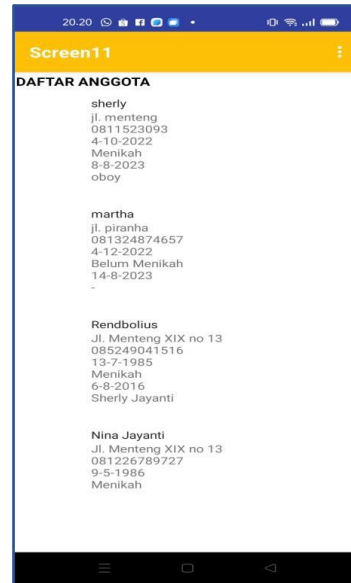 20.20
Screen11
DAFTAR ANGGOTA
sherly
jl. menteng
0811523093
4-10-2022
Menikah
8-8-2023
oboy
martha
jl. piranha
081324874657
4-12-2022
Belum Menikah
14-8-2023
-
Rendbolius
Jl. Menteng XIX no 13
085249041516
13-7-1985
Menikah
6-8-2016
Sherly Jayanti
Nina Jayanti
Jl. Menteng XIX no 13
081226789727
9-5-1986
Menikah